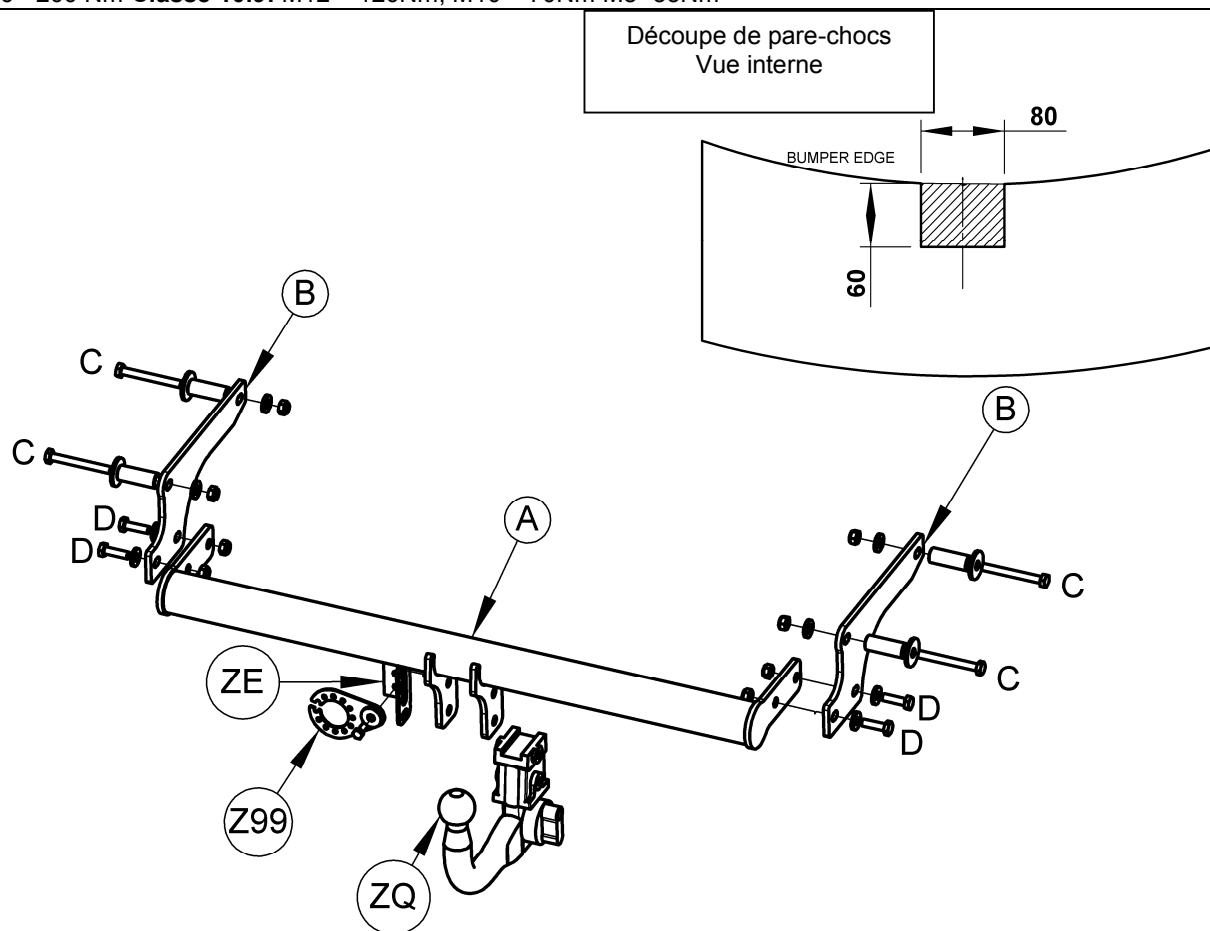 Découpe de pare-chocs
Vue interne
80
BUMPER EDGE
60
B
C
B
C
A
D
D
C
ZE
C
D
D
Z99
ZQ